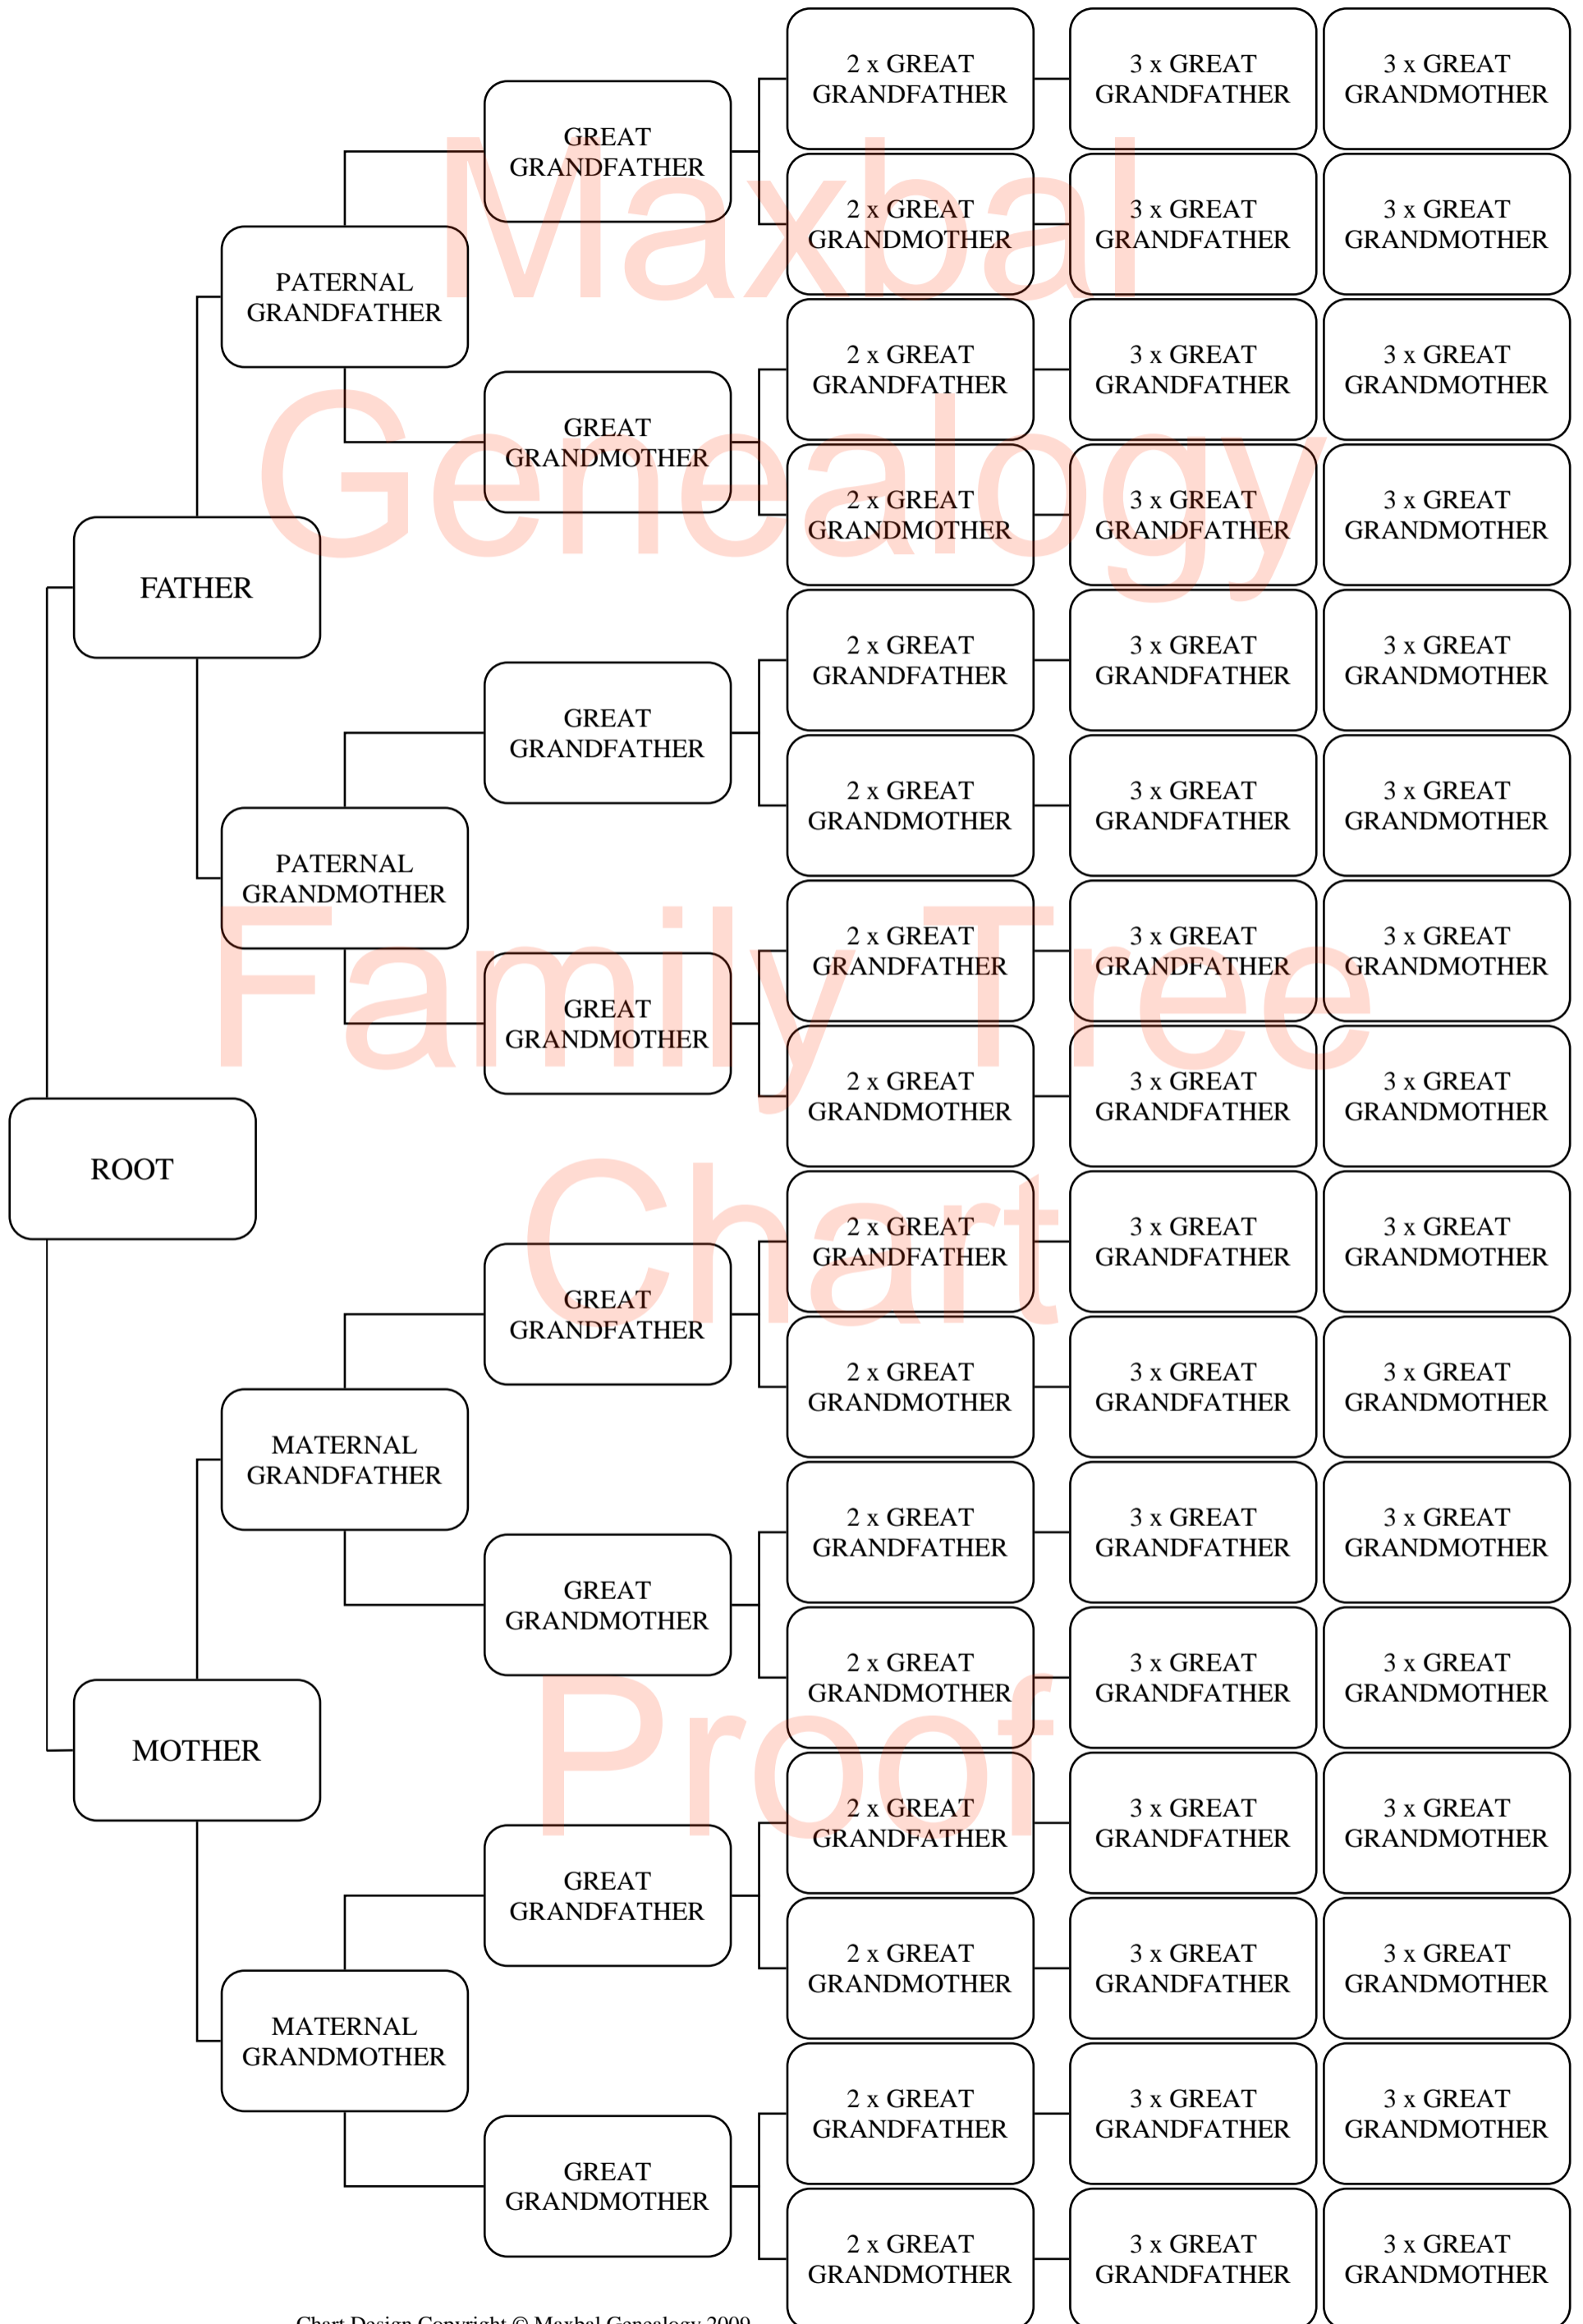 ROOT
FATHER
MOTHER
PATERNAL
GRANDFATHER
PATERNAL
GRANDMOTHER
MATERNAL
GRANDFATHER
MATERNAL
GRANDMOTHER
GREAT
GRANDFATHER
GREAT
GRANDMOTHER
GREAT
GRANDFATHER
GREAT
GRANDMOTHER
GREAT
GRANDFATHER
GREAT
GRANDMOTHER
GREAT
GRANDFATHER
GREAT
GRANDMOTHER
2 x GREAT
GRANDFATHER
2 x GREAT
GRANDMOTHER
2 x GREAT
GRANDFATHER
2 x GREAT
GRANDMOTHER
2 x GREAT
GRANDFATHER
2 x GREAT
GRANDMOTHER
2 x GREAT
GRANDFATHER
2 x GREAT
GRANDMOTHER
2 x GREAT
GRANDFATHER
2 x GREAT
GRANDMOTHER
2 x GREAT
GRANDFATHER
2 x GREAT
GRANDMOTHER
2 x GREAT
GRANDFATHER
2 x GREAT
GRANDMOTHER
2 x GREAT
GRANDFATHER
2 x GREAT
GRANDMOTHER
3 x GREAT
GRANDFATHER
3 x GREAT
GRANDFATHER
3 x GREAT
GRANDFATHER
3 x GREAT
GRANDFATHER
3 x GREAT
GRANDFATHER
3 x GREAT
GRANDFATHER
3 x GREAT
GRANDFATHER
3 x GREAT
GRANDFATHER
3 x GREAT
GRANDFATHER
3 x GREAT
GRANDFATHER
3 x GREAT
GRANDFATHER
3 x GREAT
GRANDFATHER
3 x GREAT
GRANDFATHER
3 x GREAT
GRANDFATHER
3 x GREAT
GRANDFATHER
3 x GREAT
GRANDFATHER
3 x GREAT
GRANDMOTHER
3 x GREAT
GRANDMOTHER
3 x GREAT
GRANDMOTHER
3 x GREAT
GRANDMOTHER
3 x GREAT
GRANDMOTHER
3 x GREAT
GRANDMOTHER
3 x GREAT
GRANDMOTHER
3 x GREAT
GRANDMOTHER
3 x GREAT
GRANDMOTHER
3 x GREAT
GRANDMOTHER
3 x GREAT
GRANDMOTHER
3 x GREAT
GRANDMOTHER
3 x GREAT
GRANDMOTHER
3 x GREAT
GRANDMOTHER
3 x GREAT
GRANDMOTHER
3 x GREAT
GRANDMOTHER
Maxbal
Genealogy
Family Tree
Chart
Proof
Chart Design Copyright © Maxbal Genealogy 2009